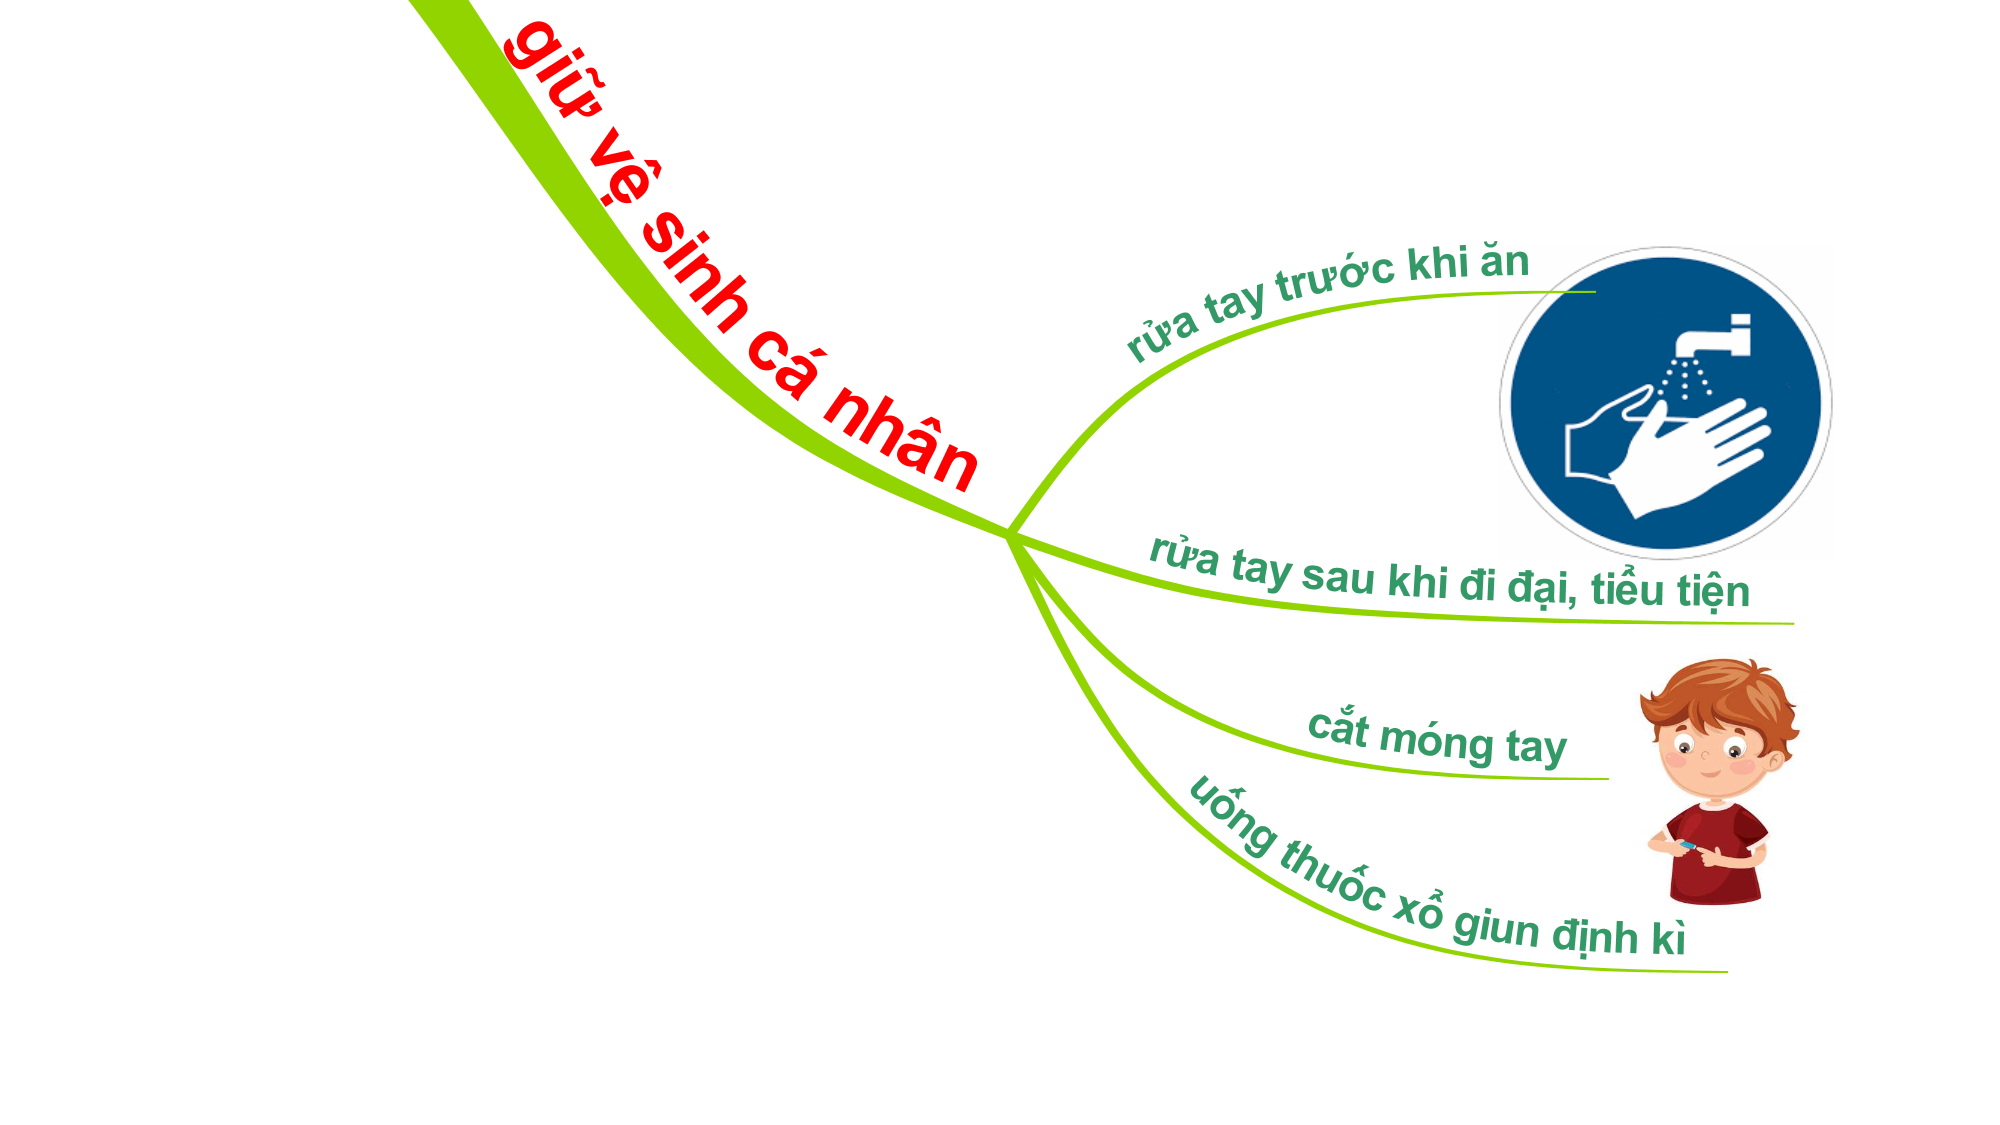 giữ vệ sinh cá nhân
rửa tay trước khi ăn
rửa tay sau khi đi đại, tiểu tiện
cắt móng tay
uống thuốc xổ giun định kì